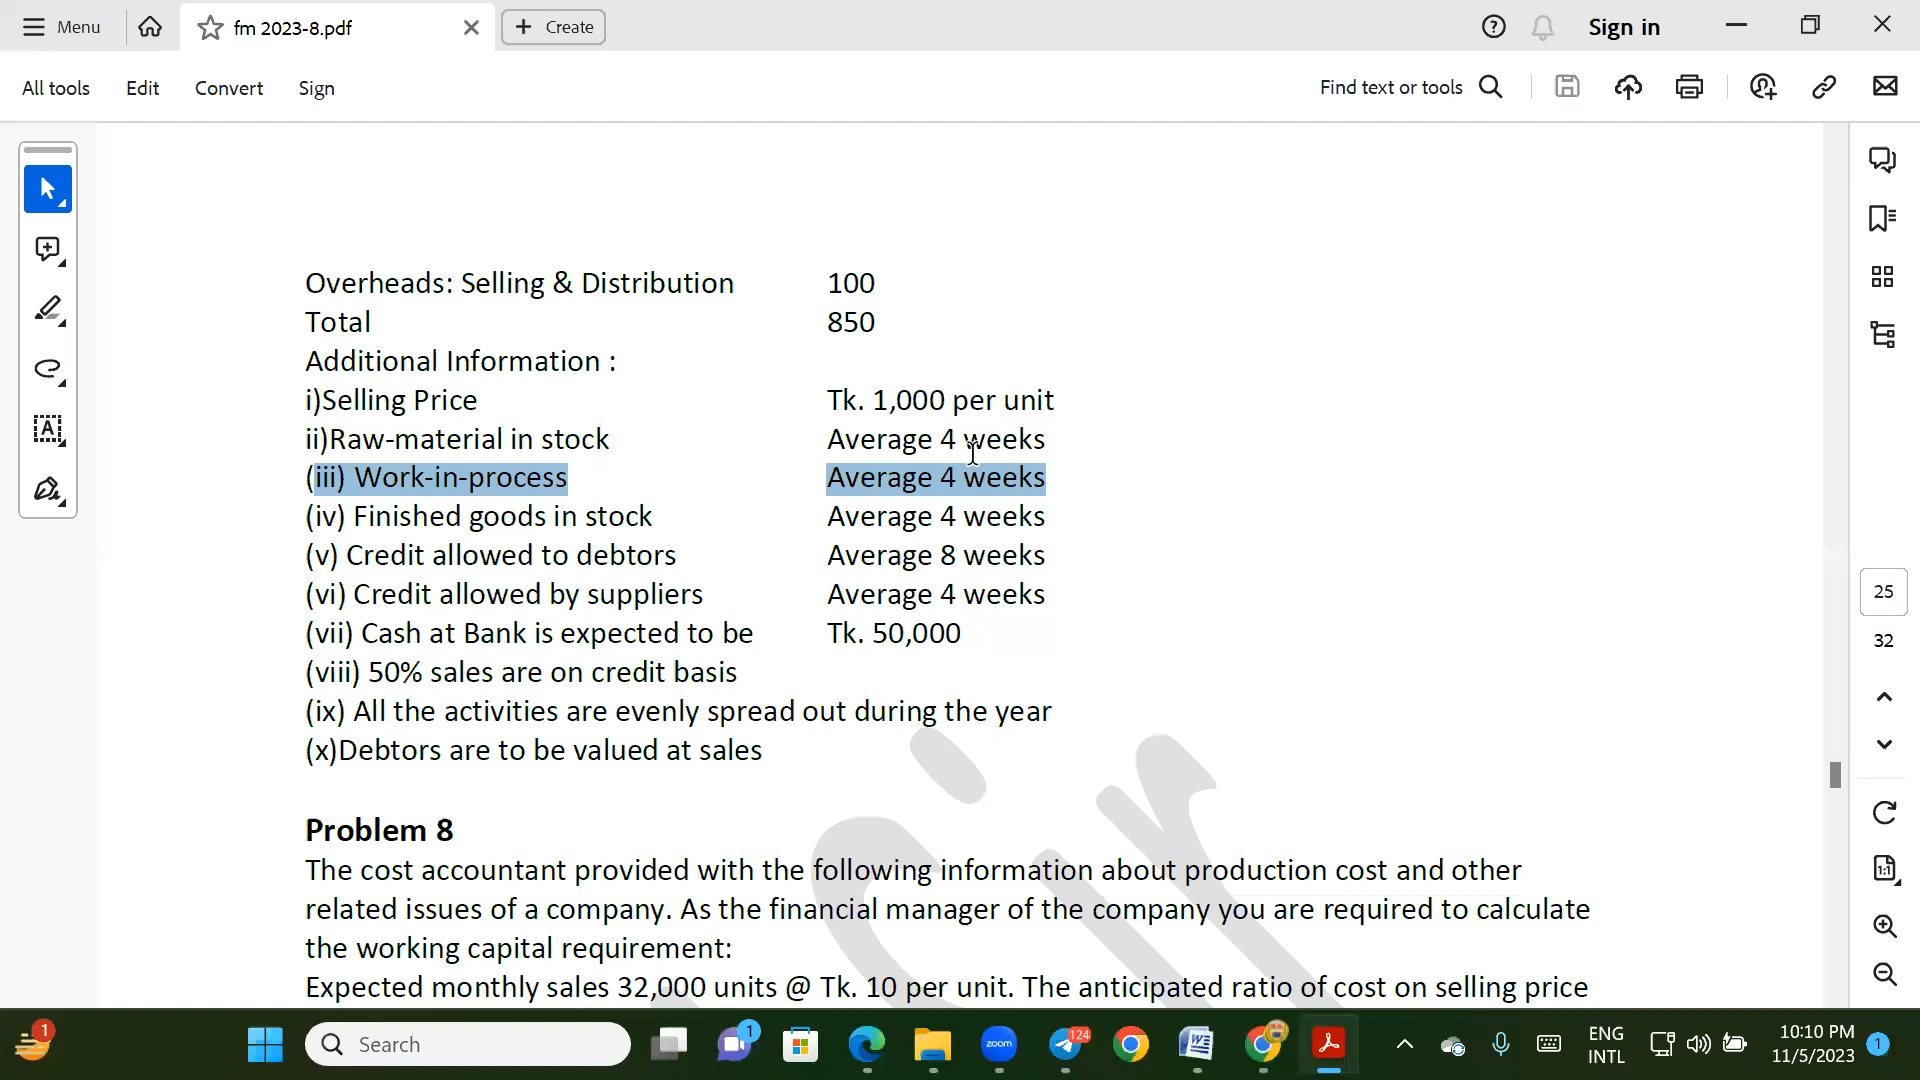 Menu
fm 2023-8.pdf
Create
Sign in
All tools
Edit
Convert
Sign
Find text or tools
Overheads: Selling & Distribution 100
Total 850
Additional Information :
i)Selling Price Tk. 1,000 per unit
ii)Raw-material in stock Average 4 weeks
(iii) Work-in-process Average 4 weeks
(iv) Finished goods in stock Average 4 weeks
(v) Credit allowed to debtors Average 8 weeks
(vi) Credit allowed by suppliers Average 4 weeks
(vii) Cash at Bank is expected to be Tk. 50,000
(viii) 50% sales are on credit basis
(ix) All the activities are evenly spread out during the year
(x)Debtors are to be valued at sales
Problem 8
The cost accountant provided with the following information about production cost and other
related issues of a company. As the financial manager of the company you are required to calculate
the working capital requirement:
Expected monthly sales 32,000 units @ Tk. 10 per unit. The anticipated ratio of cost on selling price
Sir
25
32
1:1
1
Search
1
zoom
124
ENG
INTL
10:10 PM
11/5/2023
1